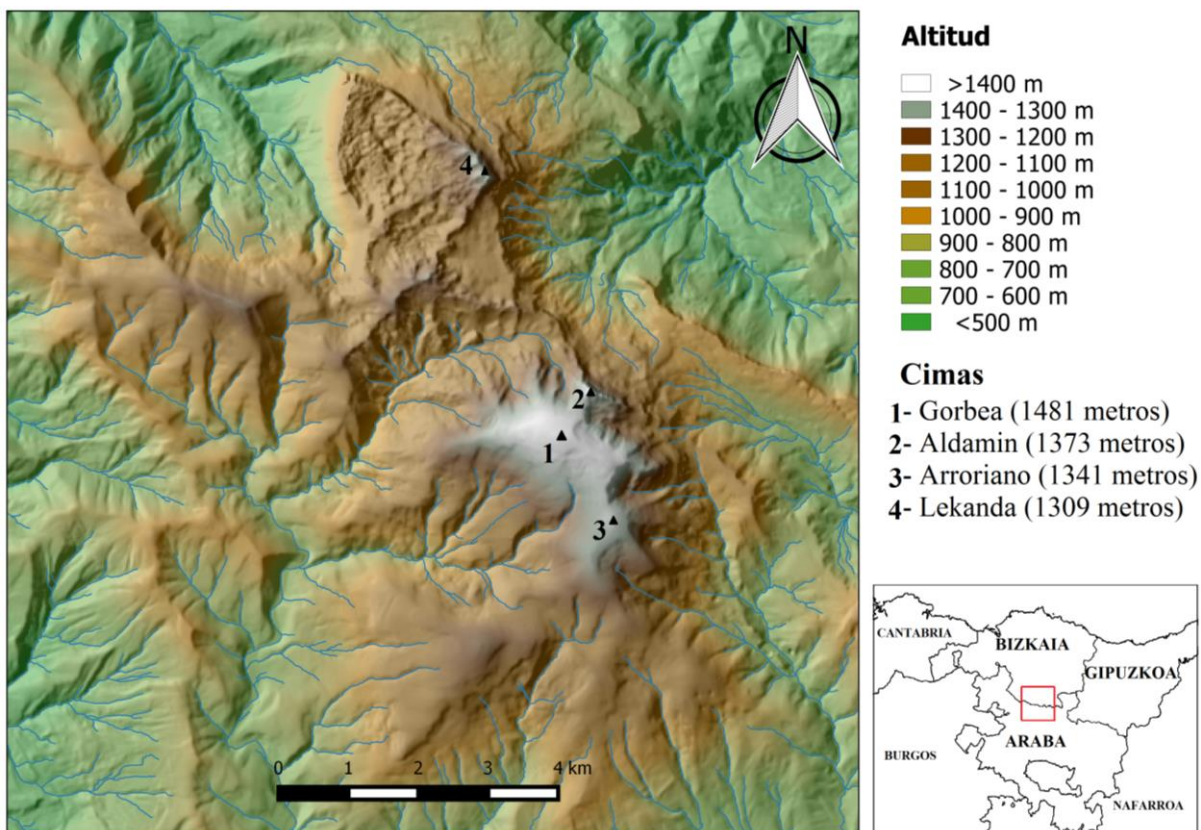 N
4
2
1
3
0 1 2 3 4 km
Altitud
>1400 m
1400 - 1300 m
1300 - 1200 m
1200 - 1100 m
1100 - 1000 m
1000 - 900 m
900 - 800 m
800 - 700 m
700 - 600 m
<500 m
Cimas
1- Gorbea (1481 metros)
2- Aldamin (1373 metros)
3- Arroriano (1341 metros)
4- Lekanda (1309 metros)
CANTABRIA
BIZKAIA
GIPUZKOA
ARABA
BURGOS
NAFARROA